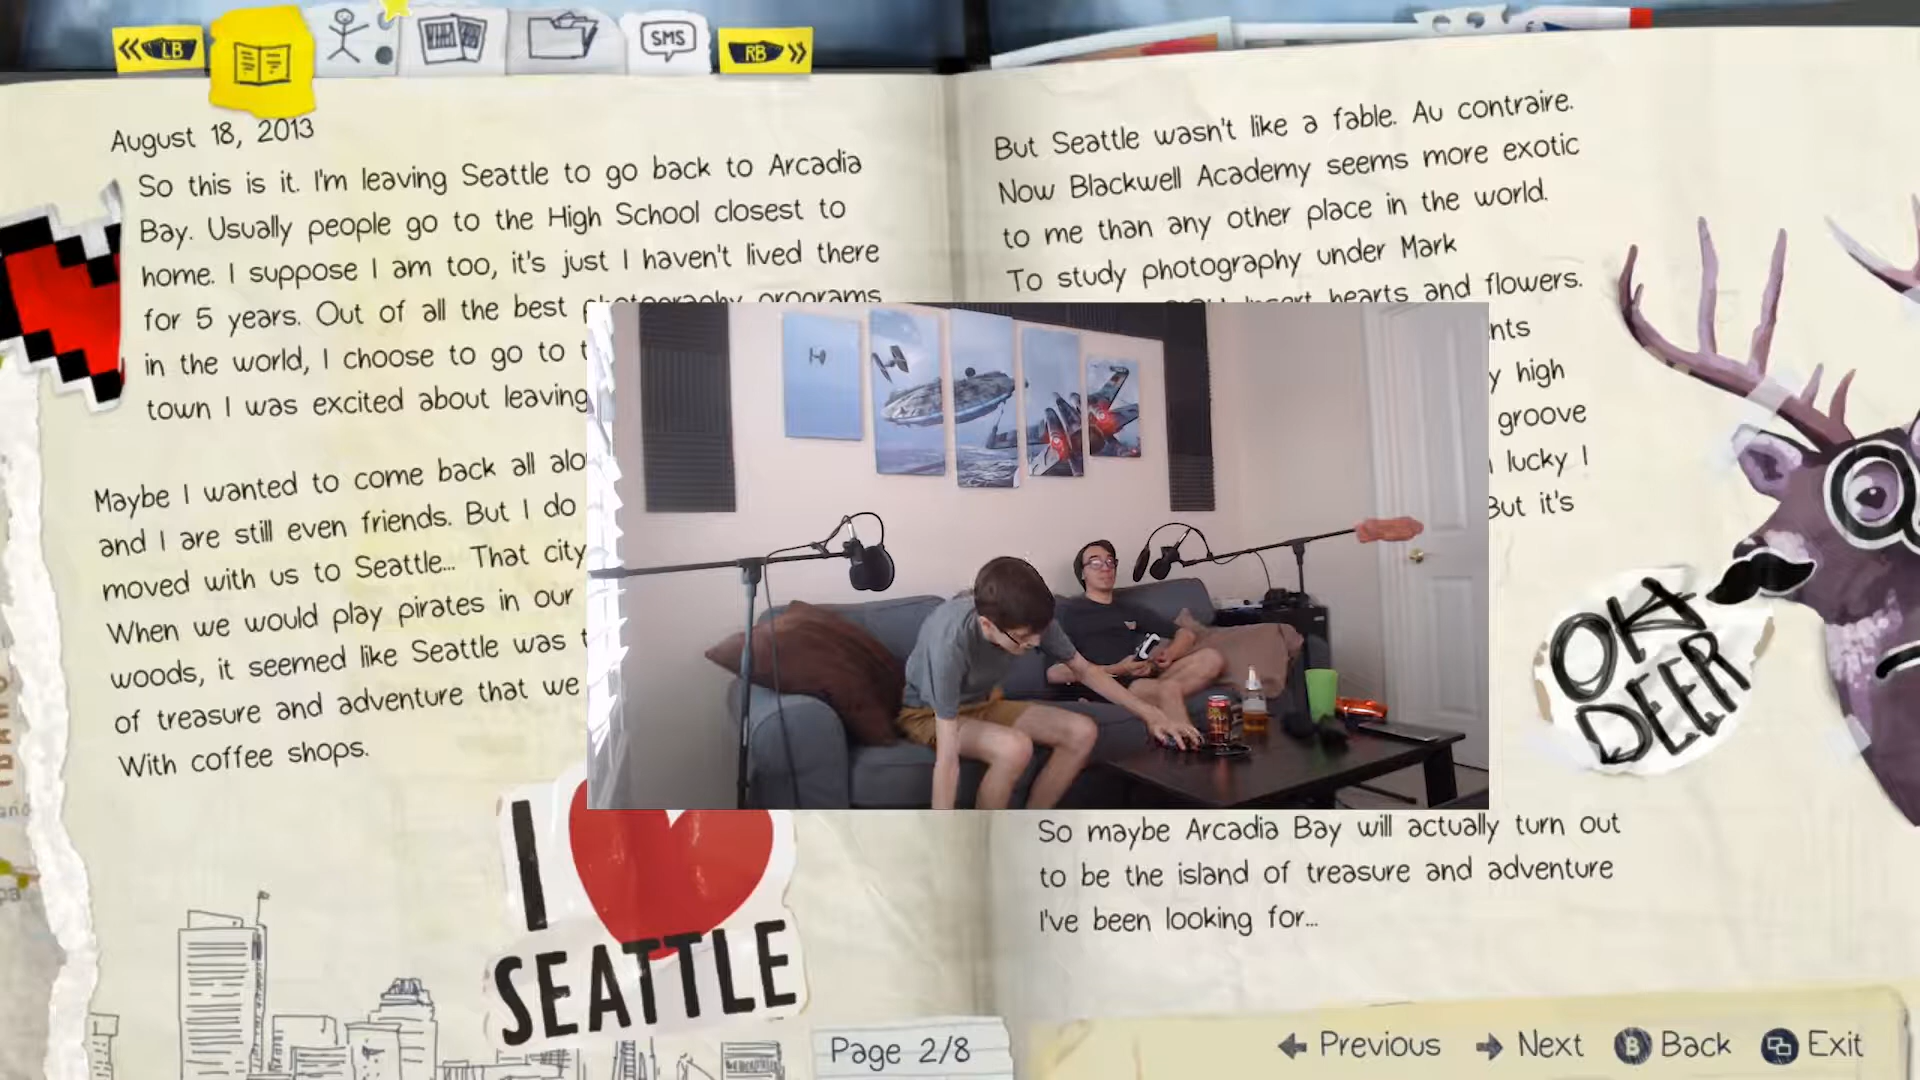 LB
SMS
RB
August 18, 2013
So this is it. I'm leaving Seattle to go back to Arcadia
Bay. Usually people go to the High School closest to
home. I suppose I am too, it's just I haven't lived there
for 5 years. Out of all the best photography programs
in the world, I choose to go to t
town I was excited about leaving
Maybe I wanted to come back all alo
and I are still even friends. But I do
moved with us to Seattle... That city
When we would play pirates in our
woods, it seemed like Seattle was t
of treasure and adventure that we
With coffee shops.
I
SEATTLE
But Seattle wasn't like a fable. Au contraire.
Now Blackwell Academy seems more exotic
to me than any other place in the world.
To study photography under Mark
hearts and flowers.
nts
y high
groove
lucky I
But it's
So maybe Arcadia Bay will actually turn out
to be the island of treasure and adventure
I've been looking for...
OH
DEER
Page 2/8
Previous
Next
B Back
Exit